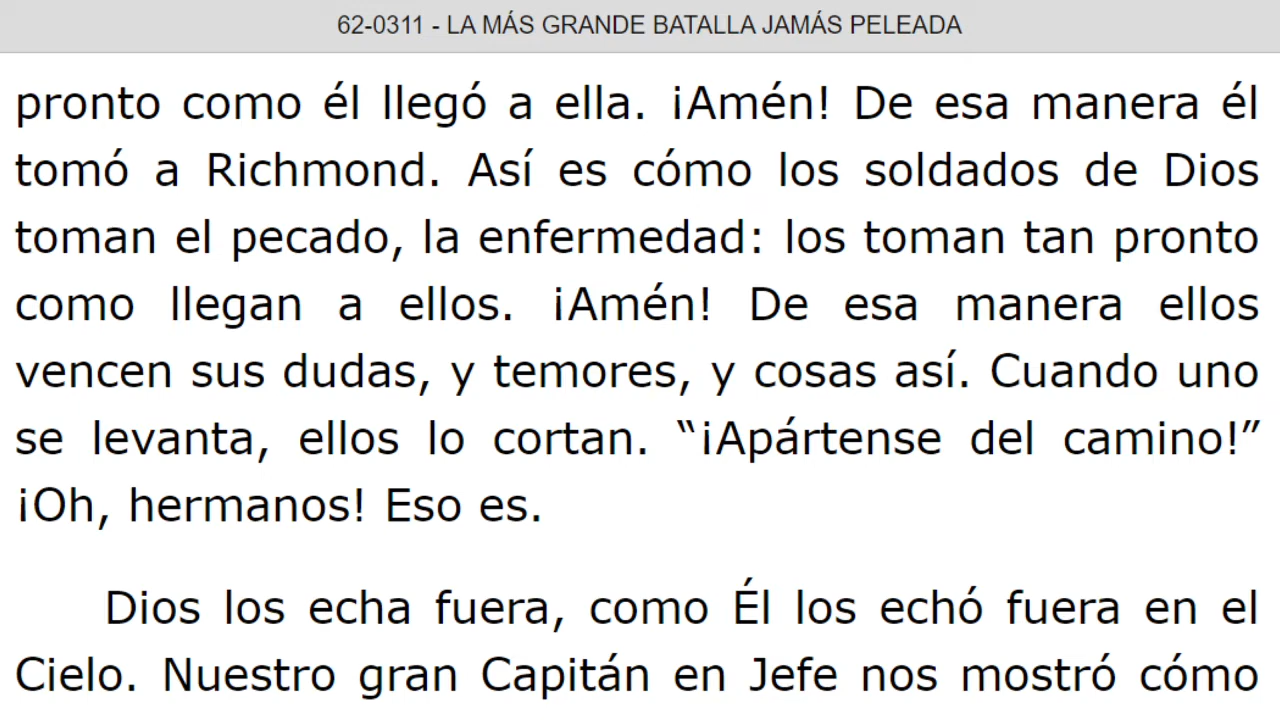 62-0311 - LA MÁS GRANDE BATALLA JAMÁS PELEADA
pronto como él llegó a ella. ¡Amén! De esa manera él
tomó a Richmond. Así es cómo los soldados de Dios
toman el pecado, la enfermedad: los toman tan pronto
como llegan a ellos. ¡Amén! De esa manera ellos
vencen sus dudas, y temores, y cosas así. Cuando uno
se levanta, ellos lo cortan. “¡Apártense del camino!”
¡Oh, hermanos! Eso es.
Dios los echa fuera, como Él los echó fuera en el
Cielo. Nuestro gran Capitán en Jefe nos mostró cómo